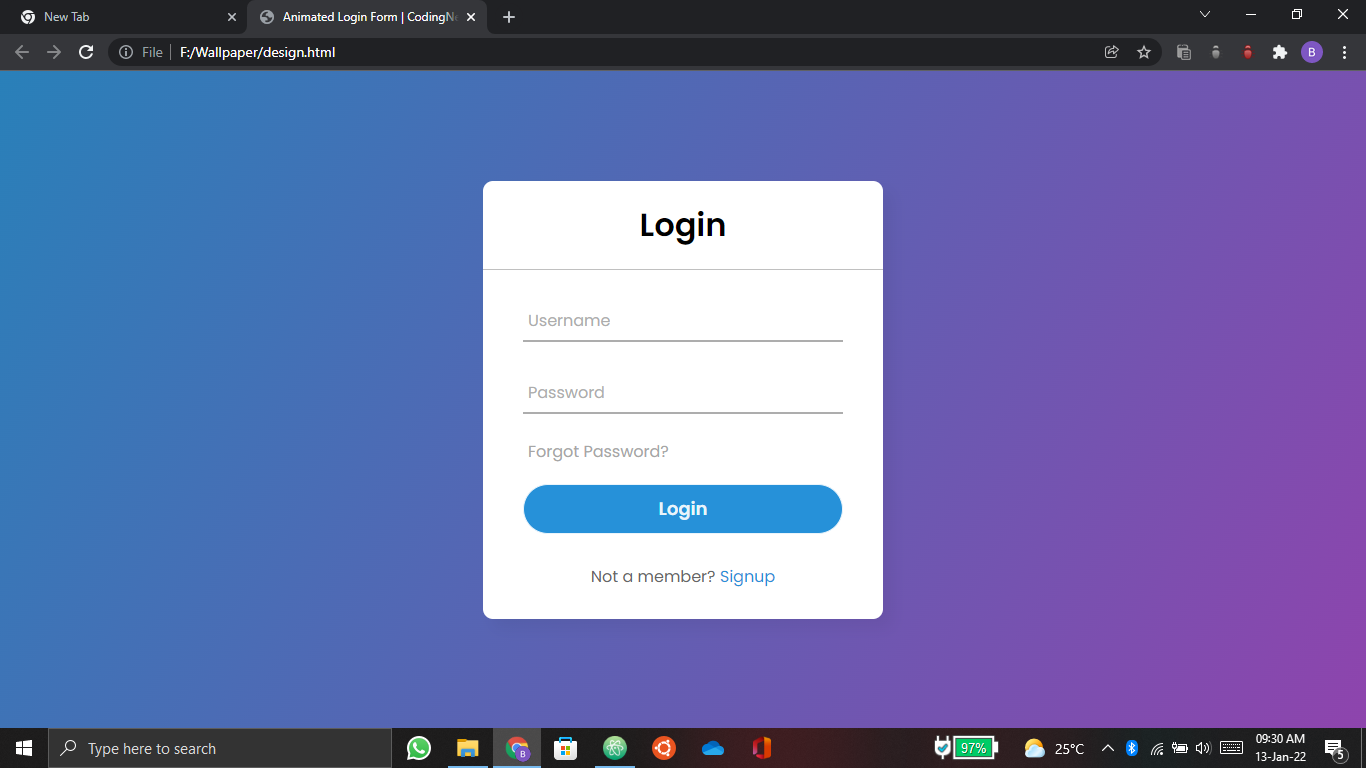 New Tab
Animated Login Form | CodingNe
File
F:/Wallpaper/design.html
B
Login
Username
Password
Forgot Password?
Login
Not a member? Signup
Type here to search
B
97%
25°C
09:30 AM
13-Jan-22
5